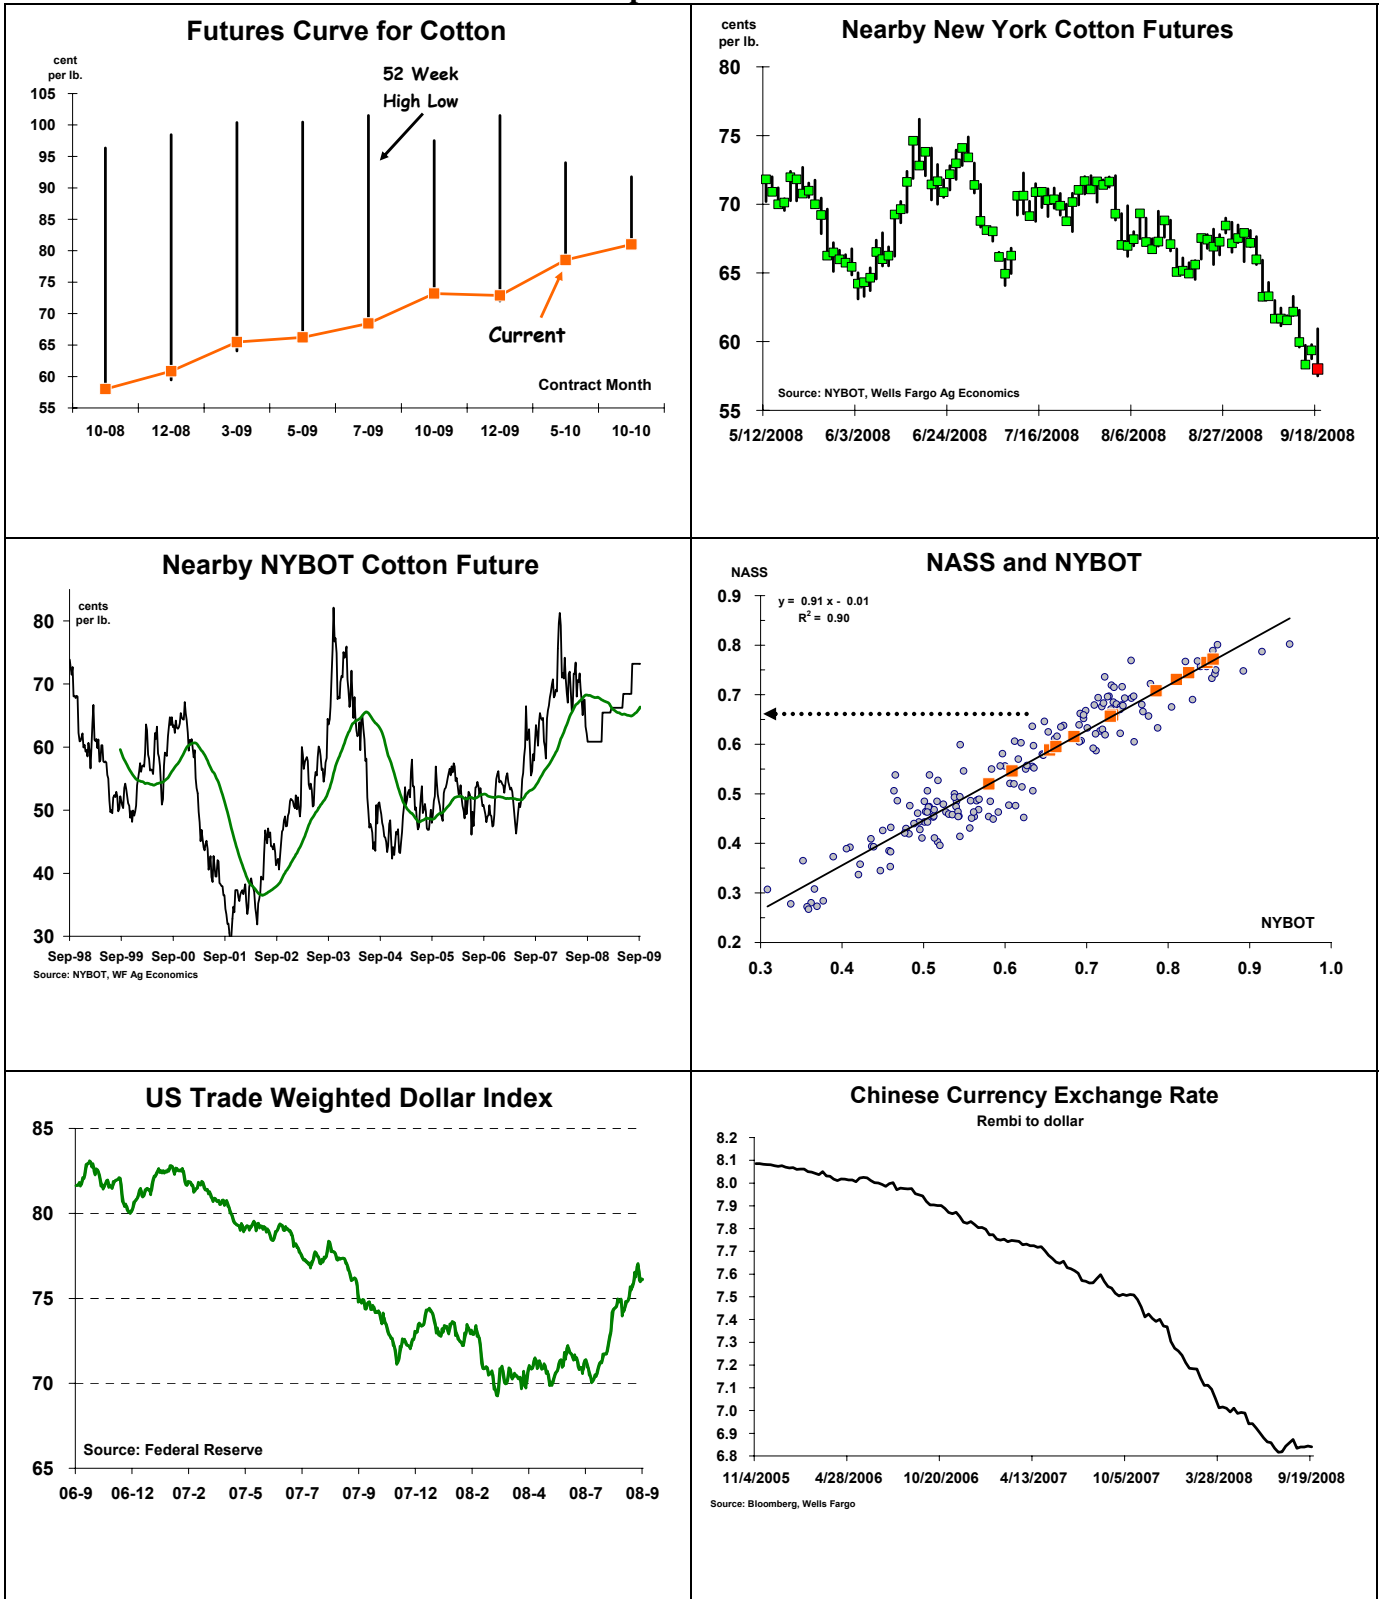 Futures Curve for Cotton
cent
per lb.
52 Week
High Low
105
100
95
90
85
80
75
70
65
60
55
Current
Contract Month
10-08 12-08 3-09 5-09 7-09 10-09 12-09 5-10 10-10
Nearby New York Cotton Futures
cents
per lb.
80
75
70
65
60
55
Source: NYBOT, Wells Fargo Ag Economics
5/12/2008 6/3/2008 6/24/2008 7/16/2008 8/6/2008 8/27/2008 9/18/2008
Nearby NYBOT Cotton Future
cents
per lb.
80
70
60
50
40
30
Sep-98 Sep-99 Sep-00 Sep-01 Sep-02 Sep-03 Sep-04 Sep-05 Sep-06 Sep-07 Sep-08 Sep-09
Source: NYBOT, WF Ag Economics
NASS and NYBOT
NASS
y = 0.91 x - 0.01
R2 = 0.90
0.9
0.8
0.7
0.6
0.5
0.4
0.3
0.2
NYBOT
0.3 0.4 0.5 0.6 0.7 0.8 0.9 1.0
US Trade Weighted Dollar Index
85
80
75
70
65
Source: Federal Reserve
06-9 06-12 07-2 07-5 07-7 07-9 07-12 08-2 08-4 08-7 08-9
Chinese Currency Exchange Rate
Rembi to dollar
8.2
8.1
8.0
7.9
7.8
7.7
7.6
7.5
7.4
7.3
7.2
7.1
7.0
6.9
6.8
11/4/2005 4/28/2006 10/20/2006 4/13/2007 10/5/2007 3/28/2008 9/19/2008
Source: Bloomberg, Wells Fargo